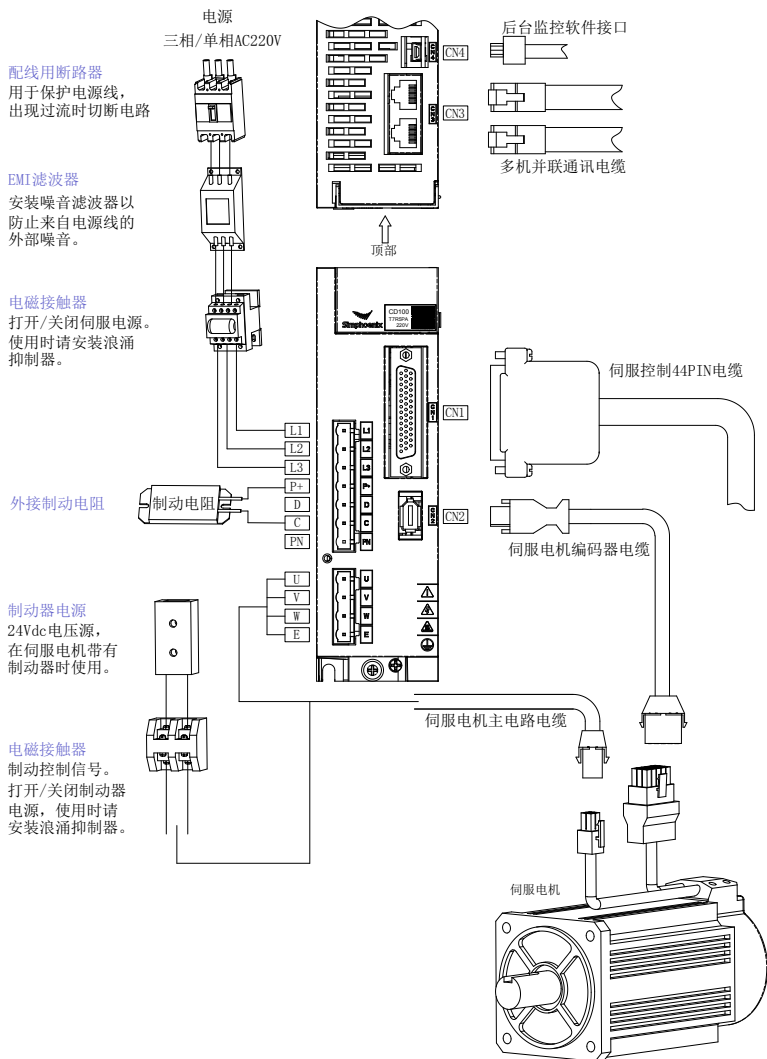 电源
三相/单相AC220V
配线用断路器
用于保护电源线，
出现过流时切断电路
EMI滤波器
安装噪音滤波器以
防止来自电源线的
外部噪音。
电磁接触器
打开/关闭伺服电源。
使用时请安装浪涌
抑制器。
外接制动电阻
制动电阻
制动器电源
24Vdc电压源，
在伺服电机带有
制动器时使用。
电磁接触器
制动控制信号。
打开/关闭制动器
电源，使用时请
安装浪涌抑制器。
L1
L2
L3
P+
D
C
PN
U
V
W
E
CN4
CN4
CN3
CN3
顶部
Simphoenix
CD100
T7R5PA
220V
L1
L2
L3
P+
D
C
PN
U
V
W
E
CN1
CN1
CN2
CN2
后台监控软件接口
多机并联通讯电缆
伺服控制44PIN电缆
伺服电机编码器电缆
伺服电机主电路电缆
伺服电机